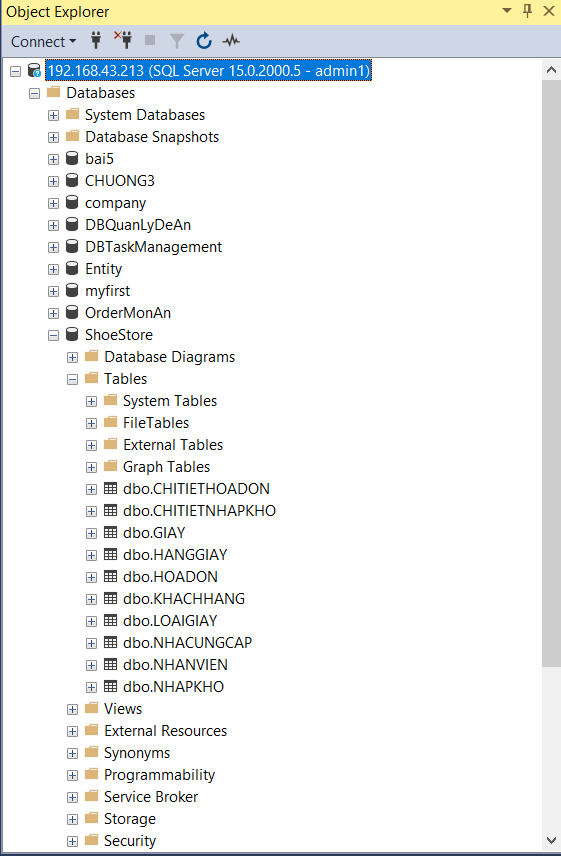 Object Explorer
Connect
192.168.43.213 (SQL Server 15.0.2000.5 - admin1)
Databases
System Databases
Database Snapshots
bai5
CHUONG3
company
DBQuanLyDeAn
DBTaskManagement
Entity
myfirst
OrderMonAn
ShoeStore
Database Diagrams
Tables
System Tables
FileTables
External Tables
Graph Tables
dbo.CHITIETHOADON
dbo.CHITIETNHAPKHO
dbo.GIAY
dbo.HANGGIAY
dbo.HOADON
dbo.KHACHHANG
dbo.LOAIGIAY
dbo.NHACUNGCAP
dbo.NHANVIEN
dbo.NHAPKHO
Views
External Resources
Synonyms
Programmability
Service Broker
Storage
Security